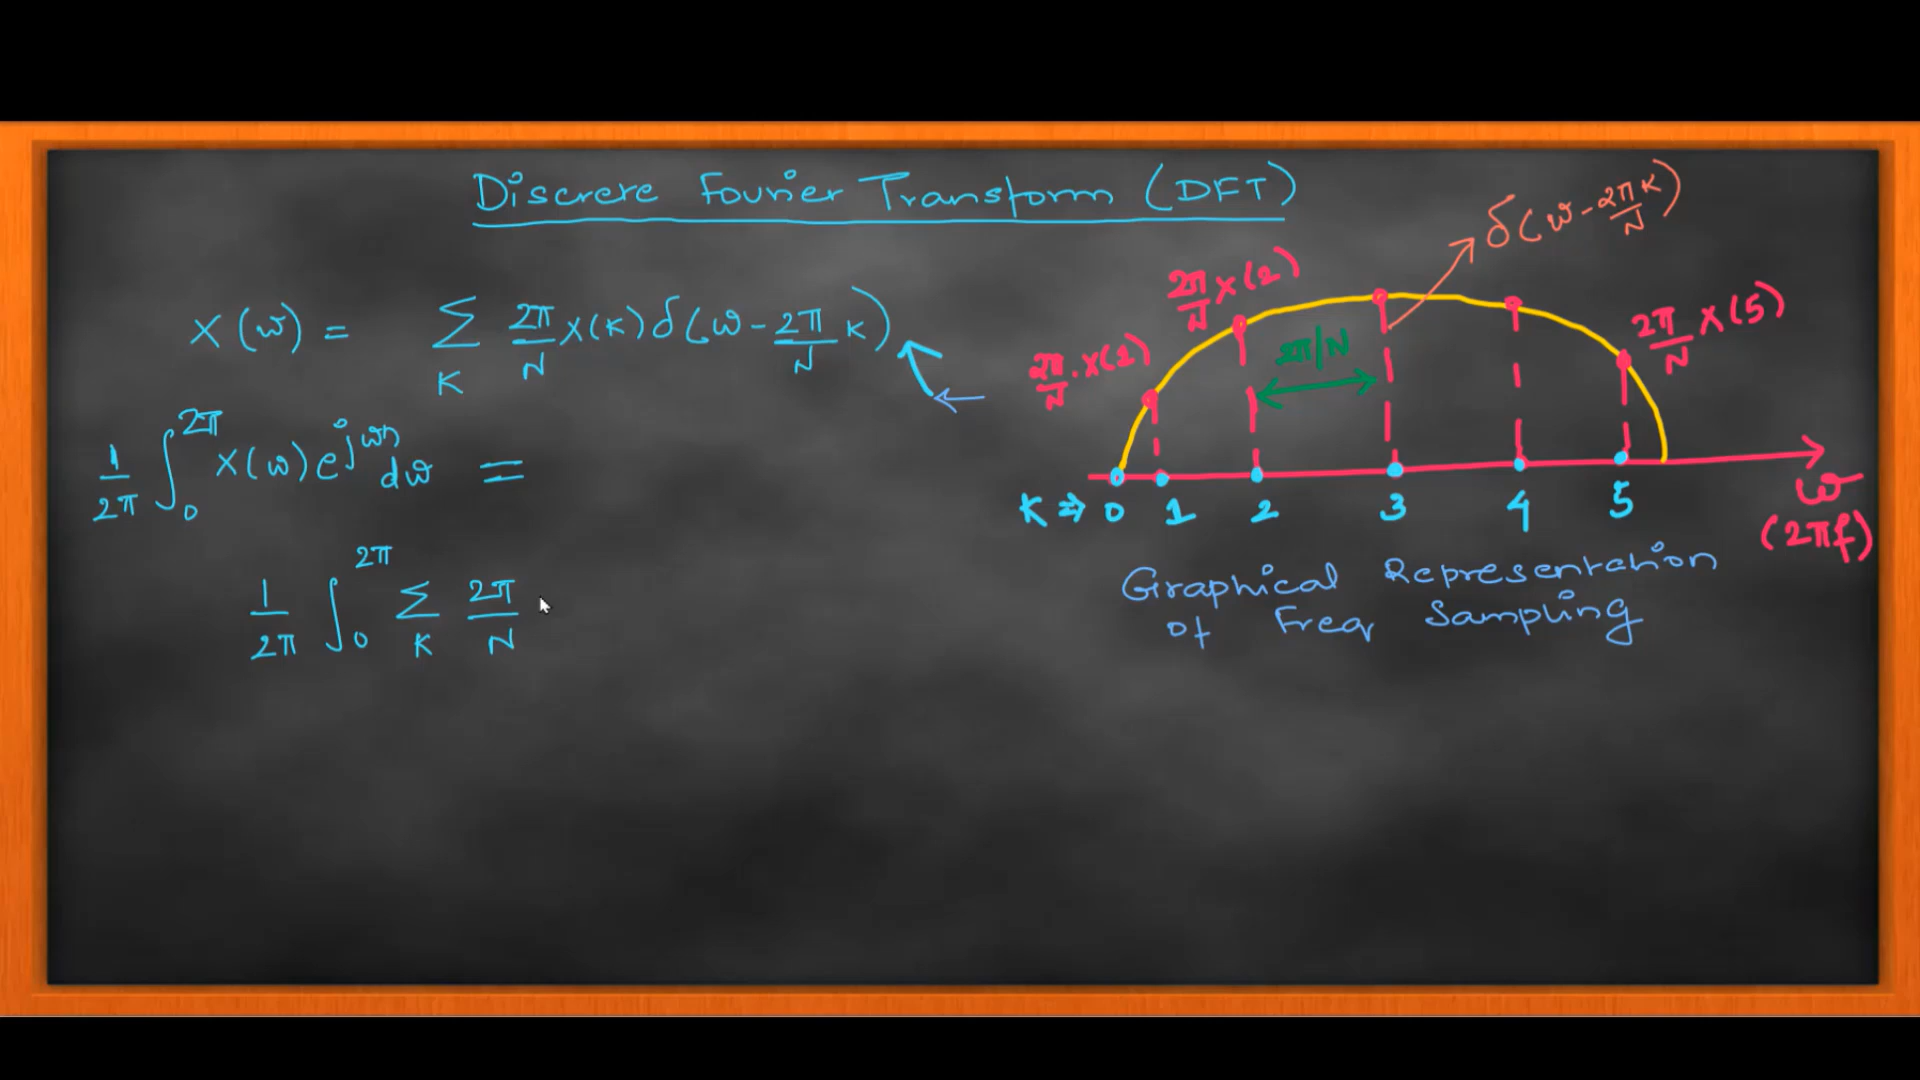 Discrere Fourier Transform (DFT)
X(ω) = Σ_K 2π/N X(K) δ(ω - 2π/N K)
1/2π ∫_0^2π X(ω) e^jωn dω =
1/2π ∫_0^2π Σ_K 2π/N
δ(ω - 2π/N K)
2π/N X(2)
2π/N . X(1)
2π/N
2π/N X(5)
K ⇒ 0 1 2 3 4 5
ω
(2πf)
Graphical Representation
of Freq Sampling